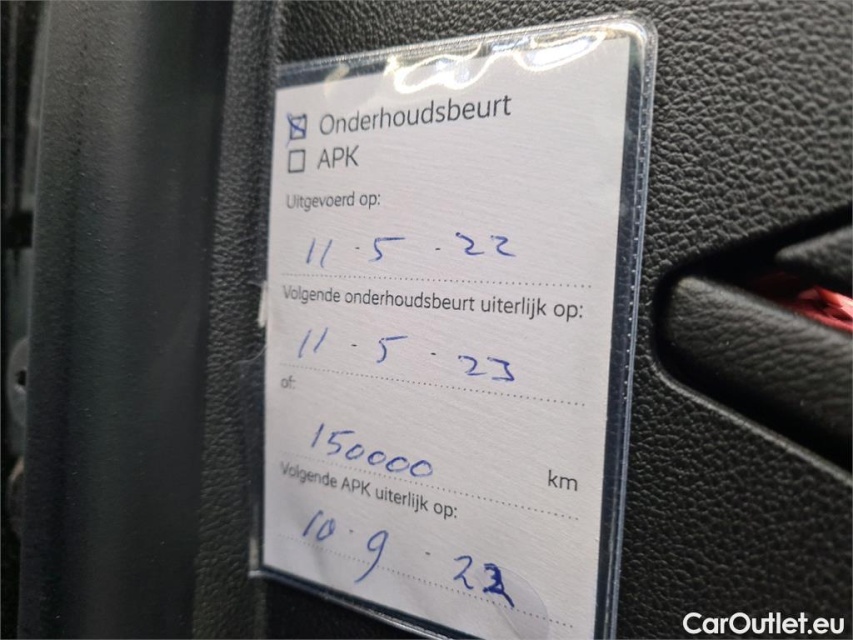 Onderhoudsbeurt
APK
Uitgevoerd op:
11 - 5 - 22
Volgende onderhoudsbeurt uiterlijk op:
11 - 5 - 23
of:
150000 km
Volgende APK uiterlijk op:
10 - 9 -
CarOutlet.eu